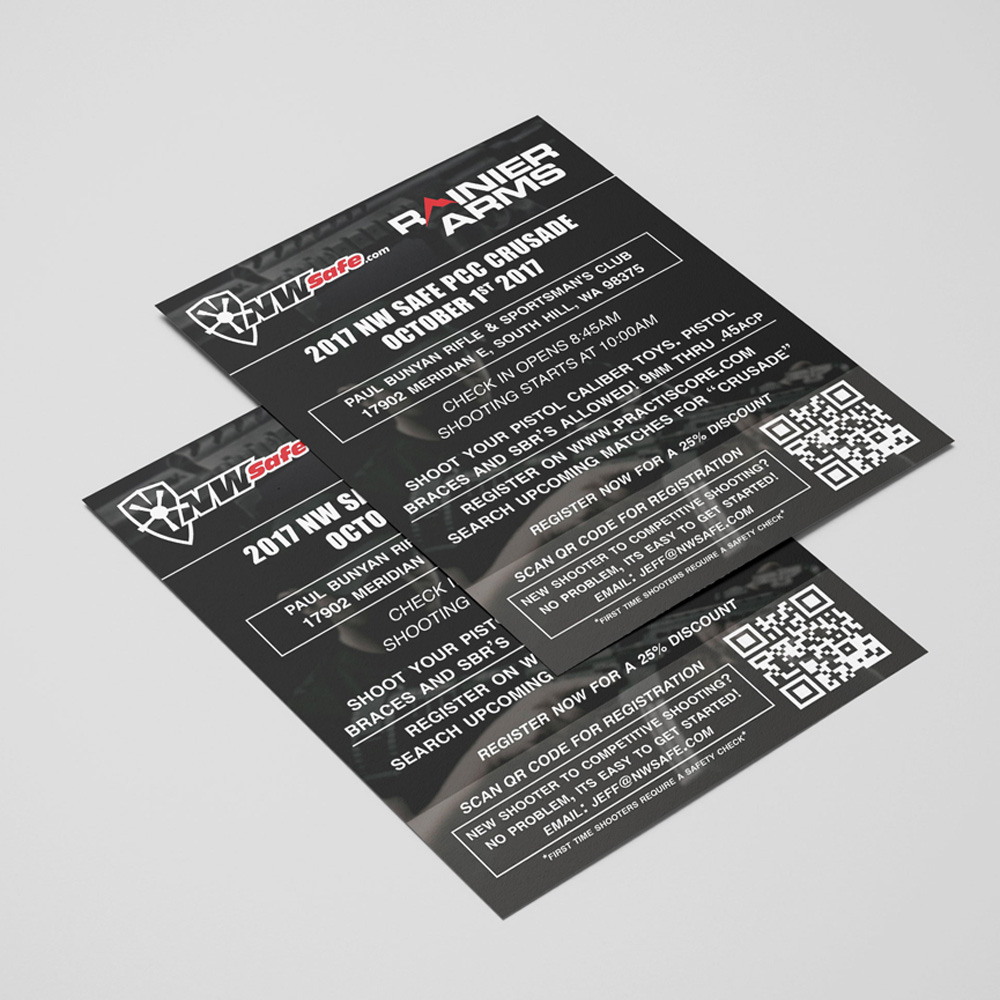 NWSafe.com
RAINIER
ARMS
2017 NW SAFE PCC CRUSADE
OCTOBER 1ST 2017
PAUL BUNYAN RIFLE & SPORTSMAN'S CLUB
17902 MERIDIAN E, SOUTH HILL, WA 98375
CHECK IN OPENS 8:45AM
SHOOTING STARTS AT 10:00AM
SHOOT YOUR PISTOL CALIBER TOYS. PISTOL
BRACES AND SBR'S ALLOWED! 9MM THRU .45ACP
REGISTER ON WWW.PRACTISCORE.COM
SEARCH UPCOMING MATCHES FOR "CRUSADE"
REGISTER NOW FOR A 25% DISCOUNT
SCAN QR CODE FOR REGISTRATION
NEW SHOOTER TO COMPETITIVE SHOOTING?
NO PROBLEM, ITS EASY TO GET STARTED!
EMAIL: JEFF@NWSAFE.COM
*FIRST TIME SHOOTERS REQUIRE A SAFETY CHECK*
NWSafe
2017 NW SA
OCTO
PAUL BUNYAN RI
17902 MERIDIAN
CHECK
SHOOTING
SHOOT YOUR PIST
BRACES AND SBR'S
REGISTER ON W
SEARCH UPCOMING
REGISTER NOW FOR A 25% DISCOUNT
SCAN QR CODE FOR REGISTRATION
NEW SHOOTER TO COMPETITIVE SHOOTING?
NO PROBLEM, ITS EASY TO GET STARTED!
EMAIL: JEFF@NWSAFE.COM
*FIRST TIME SHOOTERS REQUIRE A SAFETY CHECK*